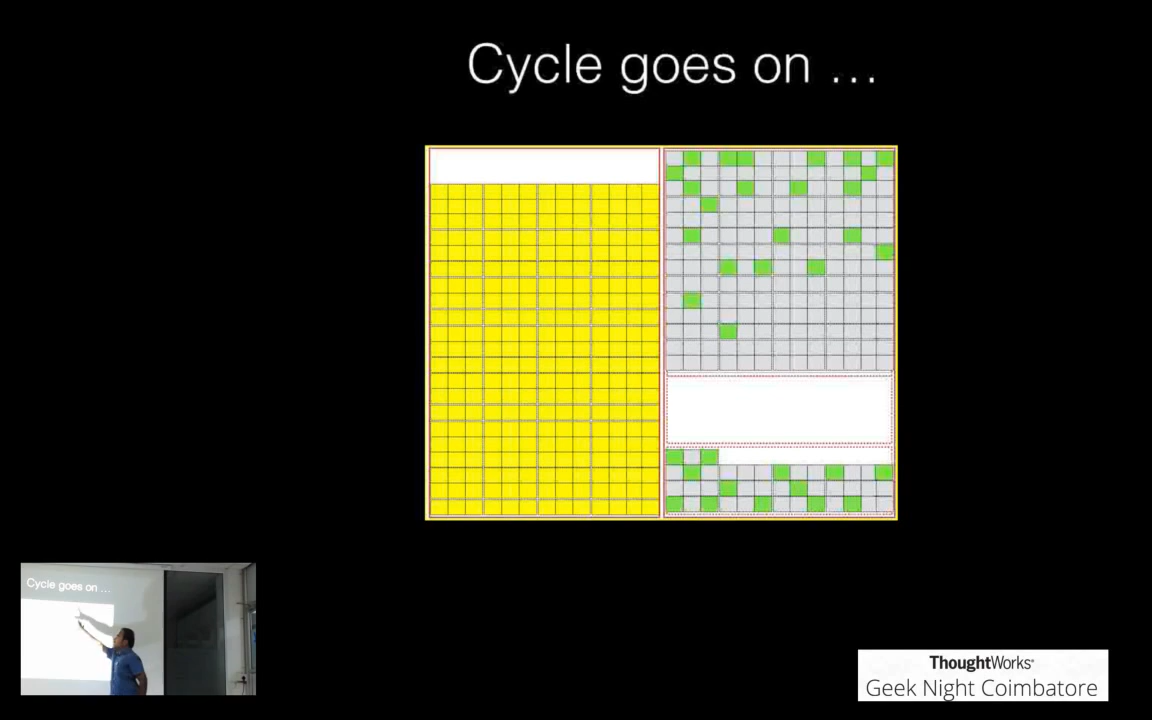 Cycle goes on ...
Cycle goes on ...
ThoughtWorks®
Geek Night Coimbatore